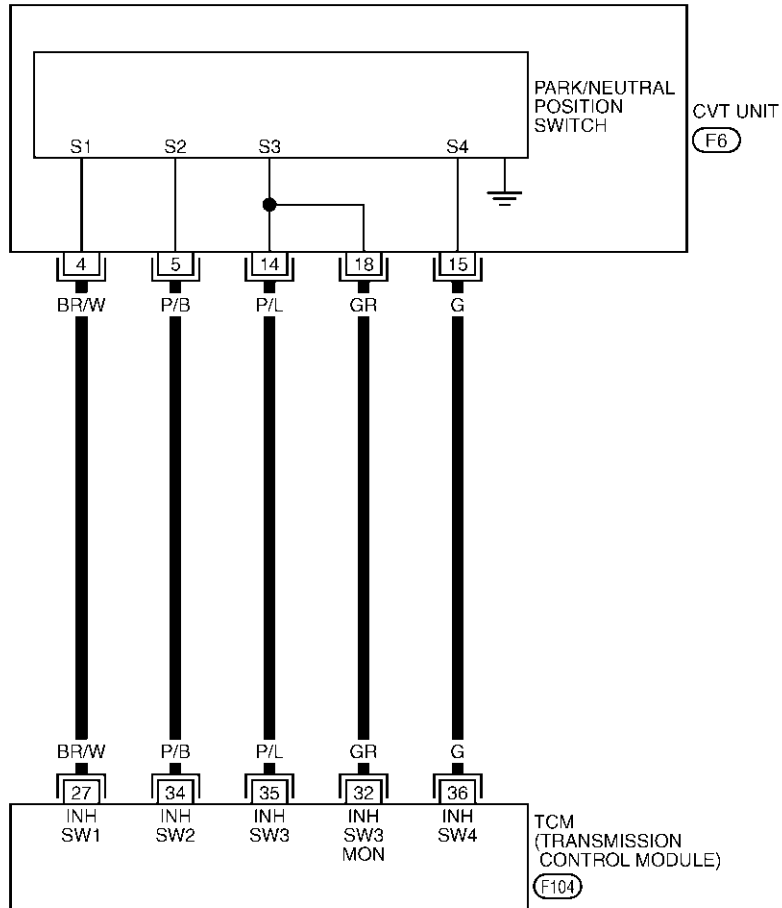 PARK/NEUTRAL
POSITION
SWITCH
CVT UNIT
F6
S1 S2 S3 S4
4 5 14 18 15
BR/W P/B P/L GR G
BR/W P/B P/L GR G
27 34 35 32 36
INH INH INH INH INH
SW1 SW2 SW3 SW3 SW4
MON
TCM
(TRANSMISSION
CONTROL MODULE)
F104